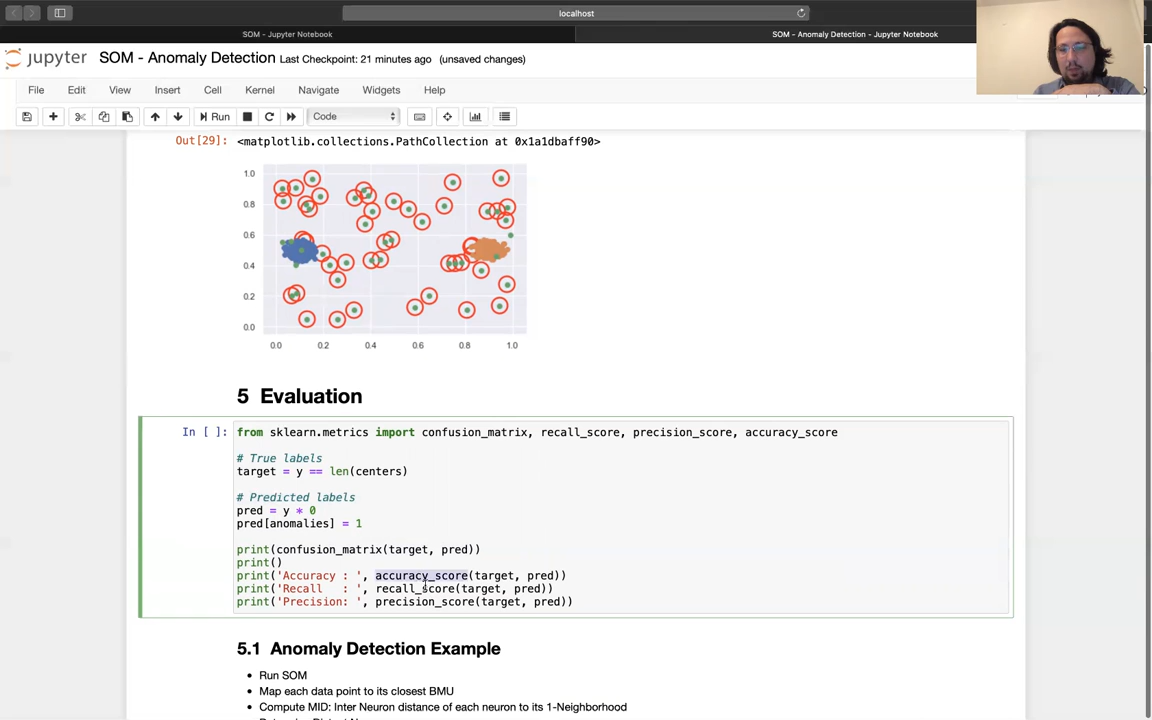 localhost
SOM - Jupyter Notebook
SOM - Anomaly Detection - Jupyter Notebook
jupyter SOM - Anomaly Detection Last Checkpoint: 21 minutes ago (unsaved changes)
File Edit View Insert Cell Kernel Navigate Widgets Help
Run Code
Out[29]: <matplotlib.collections.PathCollection at 0x1a1dbaff90>
1.0
0.8
0.6
0.4
0.2
0.0
0.0 0.2 0.4 0.6 0.8 1.0
5 Evaluation
In [ ]: from sklearn.metrics import confusion_matrix, recall_score, precision_score, accuracy_score
# True labels
target = y == len(centers)
# Predicted labels
pred = y * 0
pred[anomalies] = 1
print(confusion_matrix(target, pred))
print()
print('Accuracy : ', accuracy_score(target, pred))
print('Recall   : ', recall_score(target, pred))
print('Precision: ', precision_score(target, pred))
5.1 Anomaly Detection Example
• Run SOM
• Map each data point to its closest BMU
• Compute MID: Inter Neuron distance of each neuron to its 1-Neighborhood